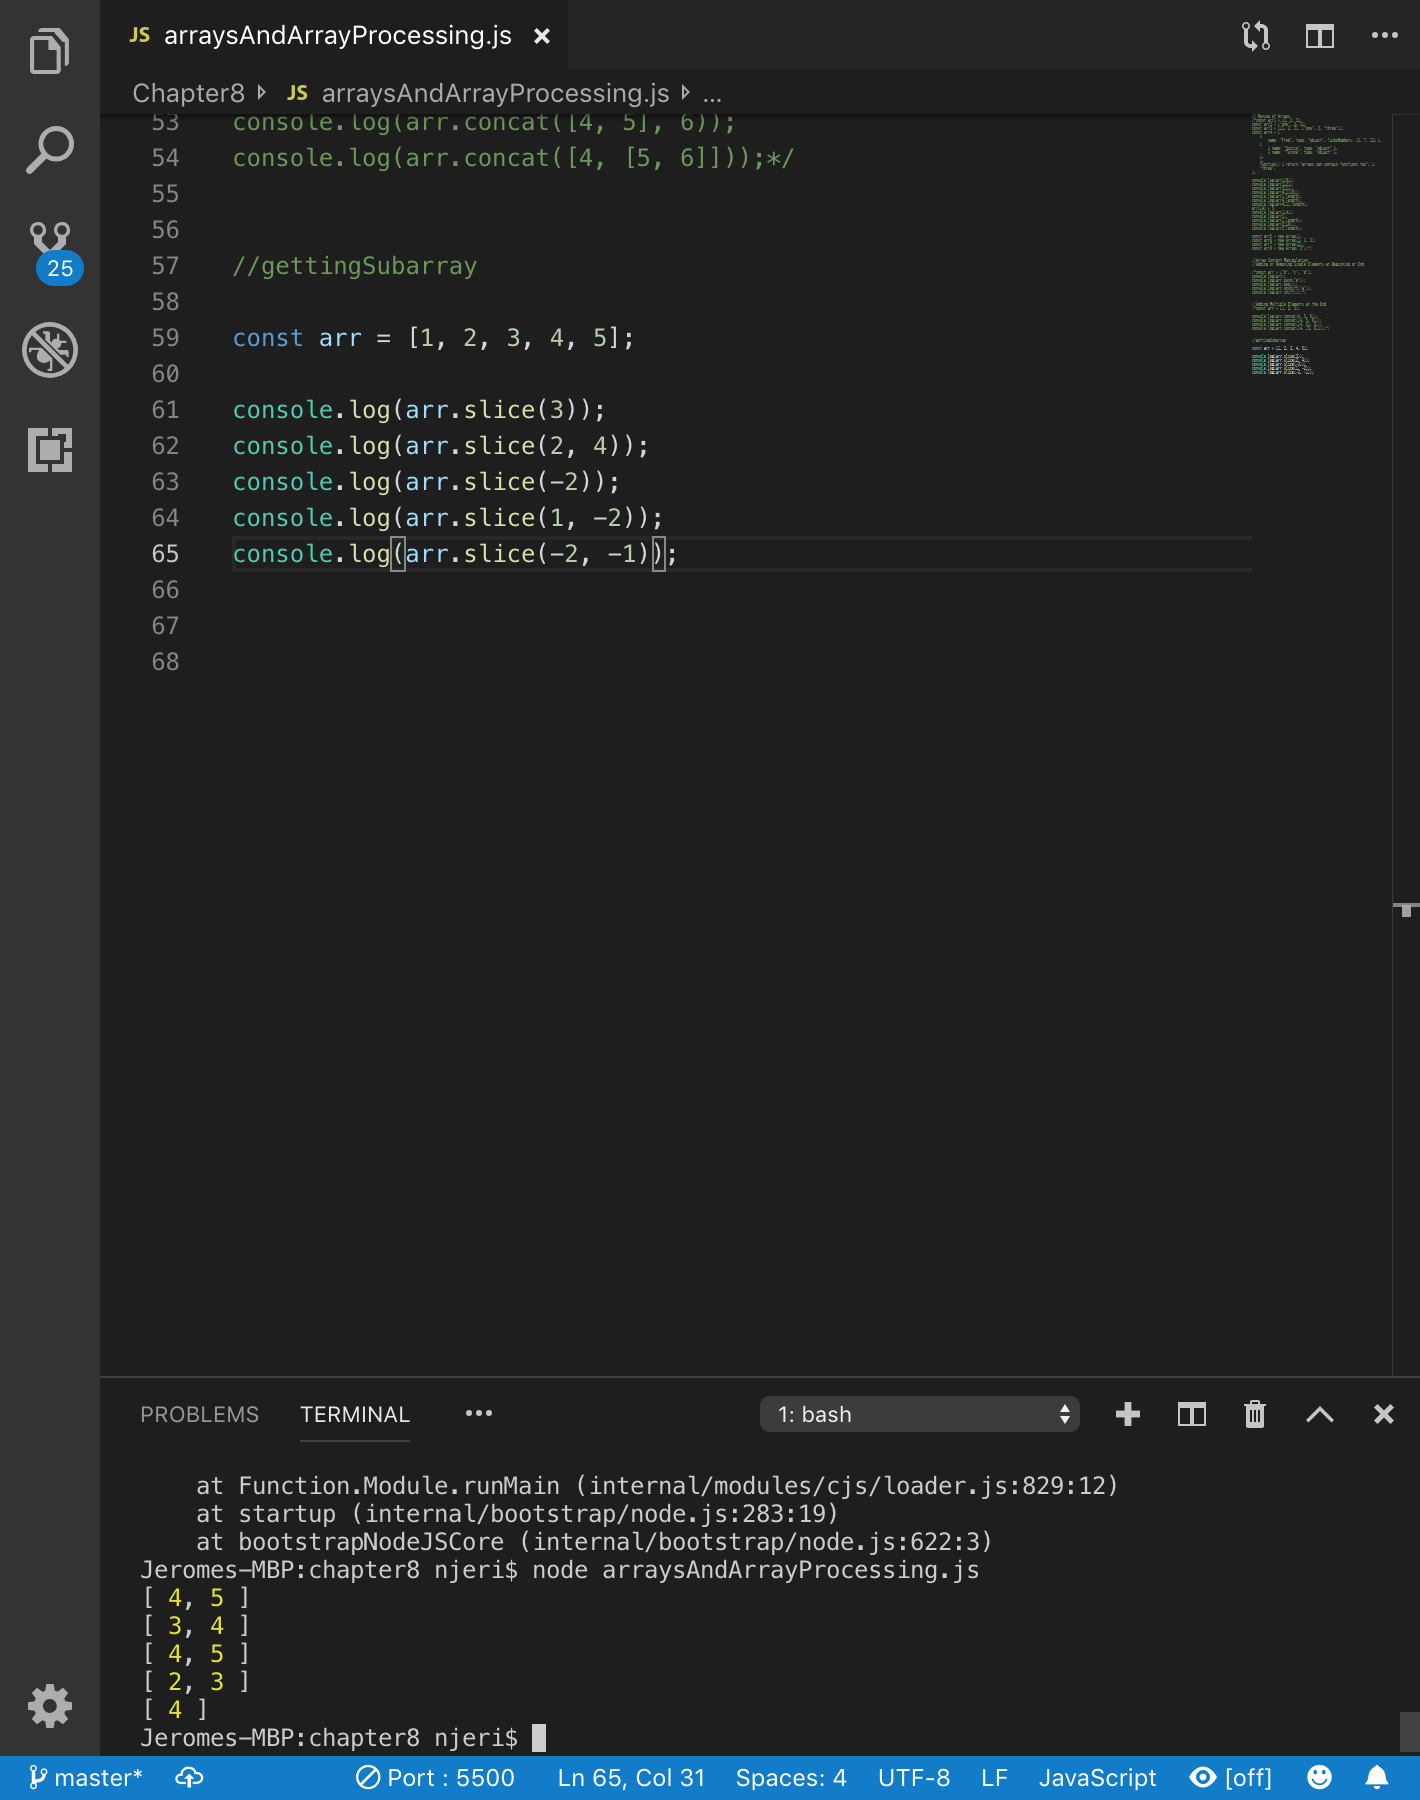 JS arraysAndArrayProcessing.js ×
Chapter8 JS arraysAndArrayProcessing.js ...
53 console.log(arr.concat([4, 5], 6));
54 console.log(arr.concat([4, [5, 6]]));*/
55
56
57 //gettingSubarray
58
59 const arr = [1, 2, 3, 4, 5];
60
61 console.log(arr.slice(3));
62 console.log(arr.slice(2, 4));
63 console.log(arr.slice(-2));
64 console.log(arr.slice(1, -2));
65 console.log(arr.slice(-2, -1));
66
67
68
25
PROBLEMS TERMINAL ... 1: bash
at Function.Module.runMain (internal/modules/cjs/loader.js:829:12)
at startup (internal/bootstrap/node.js:283:19)
at bootstrapNodeJSCore (internal/bootstrap/node.js:622:3)
Jeromes-MBP:chapter8 njeri$ node arraysAndArrayProcessing.js
[ 4, 5 ]
[ 3, 4 ]
[ 4, 5 ]
[ 2, 3 ]
[ 4 ]
Jeromes-MBP:chapter8 njeri$
master* Port : 5500 Ln 65, Col 31 Spaces: 4 UTF-8 LF JavaScript [off]